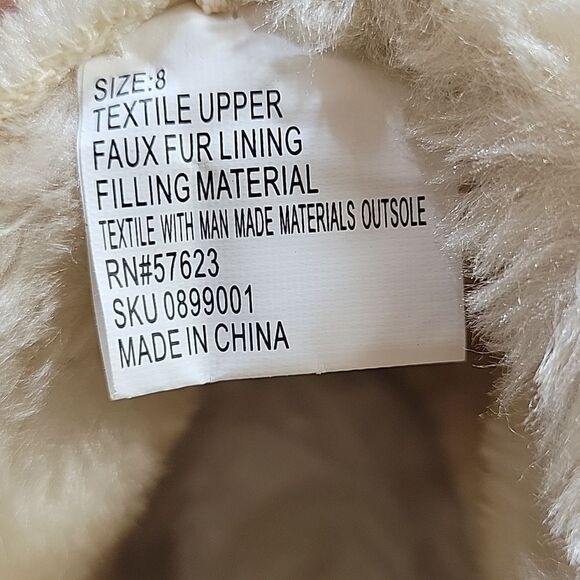 SIZE:8
TEXTILE UPPER
FAUX FUR LINING
FILLING MATERIAL
TEXTILE WITH MAN MADE MATERIALS OUTSOLE
RN#57623
SKU 0899001
MADE IN CHINA